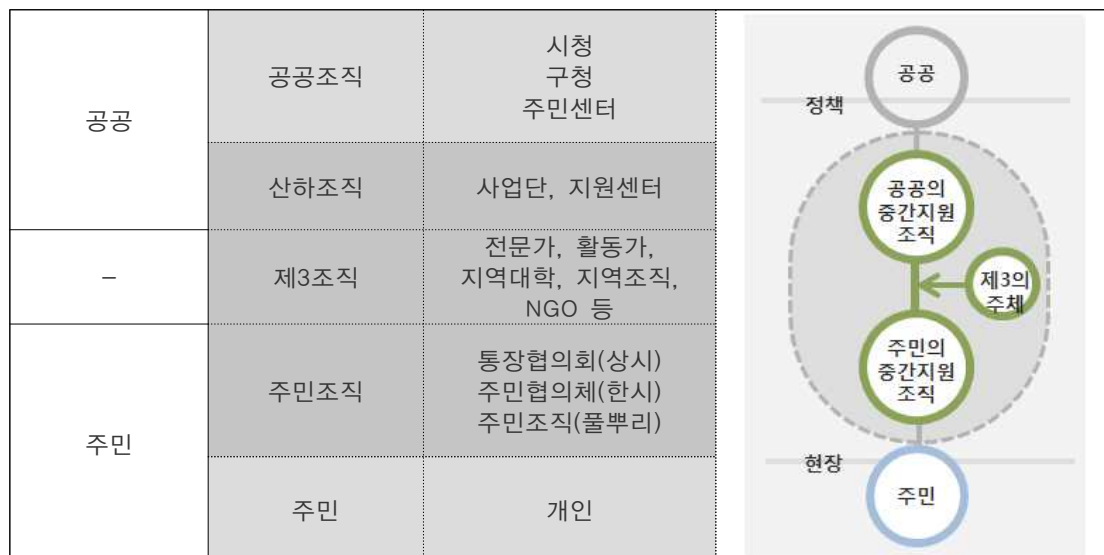 공공
공공조직
시청
구청
주민센터
산하조직
사업단, 지원센터
-
제3조직
전문가, 활동가,
지역대학, 지역조직,
NGO 등
주민
주민조직
통장협의회(상시)
주민협의체(한시)
주민조직(풀뿌리)
주민
개인
공공
정책
공공의
중간지원
조직
제3의
주체
주민의
중간지원
조직
현장
주민